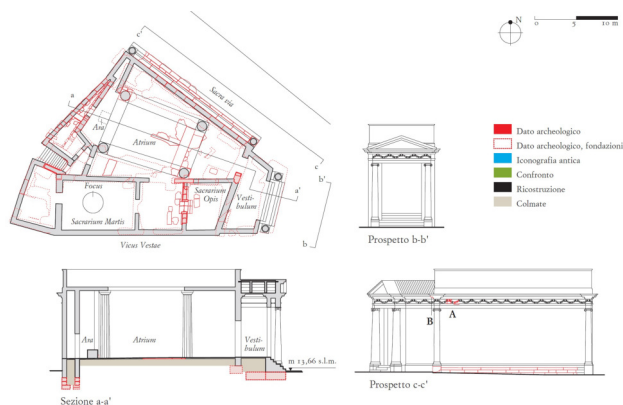 N
0 5 10 m
c'
Sacra via
a
Ara
Atrium
c
b'
a'
Focus
Sacrarium
Opis
Vesti-
bulum
Sacrarium Martis
b
Vicus Vestae
Prospetto b-b'
Dato archeologico
Dato archeologico, fondazioni
Iconografia antica
Confronto
Ricostruzione
Colmate
Ara
Atrium
Vesti-
bulum
m 13,66 s.l.m.
Sezione a-a'
B
A
Prospetto c-c'